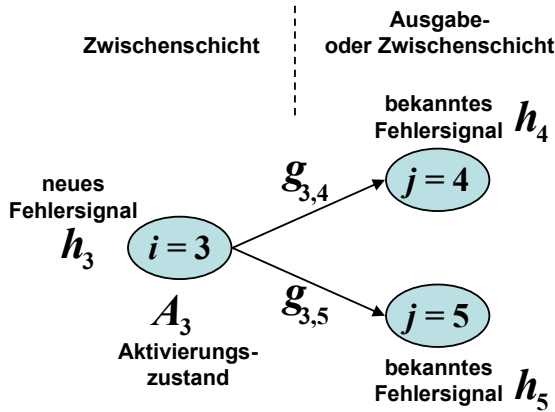 Zwischenschicht
Ausgabe-
oder Zwischenschicht
bekanntes
Fehlersignal h₄
j = 4
g₃,₄
neues
Fehlersignal
h₃
i = 3
A₃
Aktivierungs-
zustand
g₃,₅
j = 5
bekanntes
Fehlersignal h₅